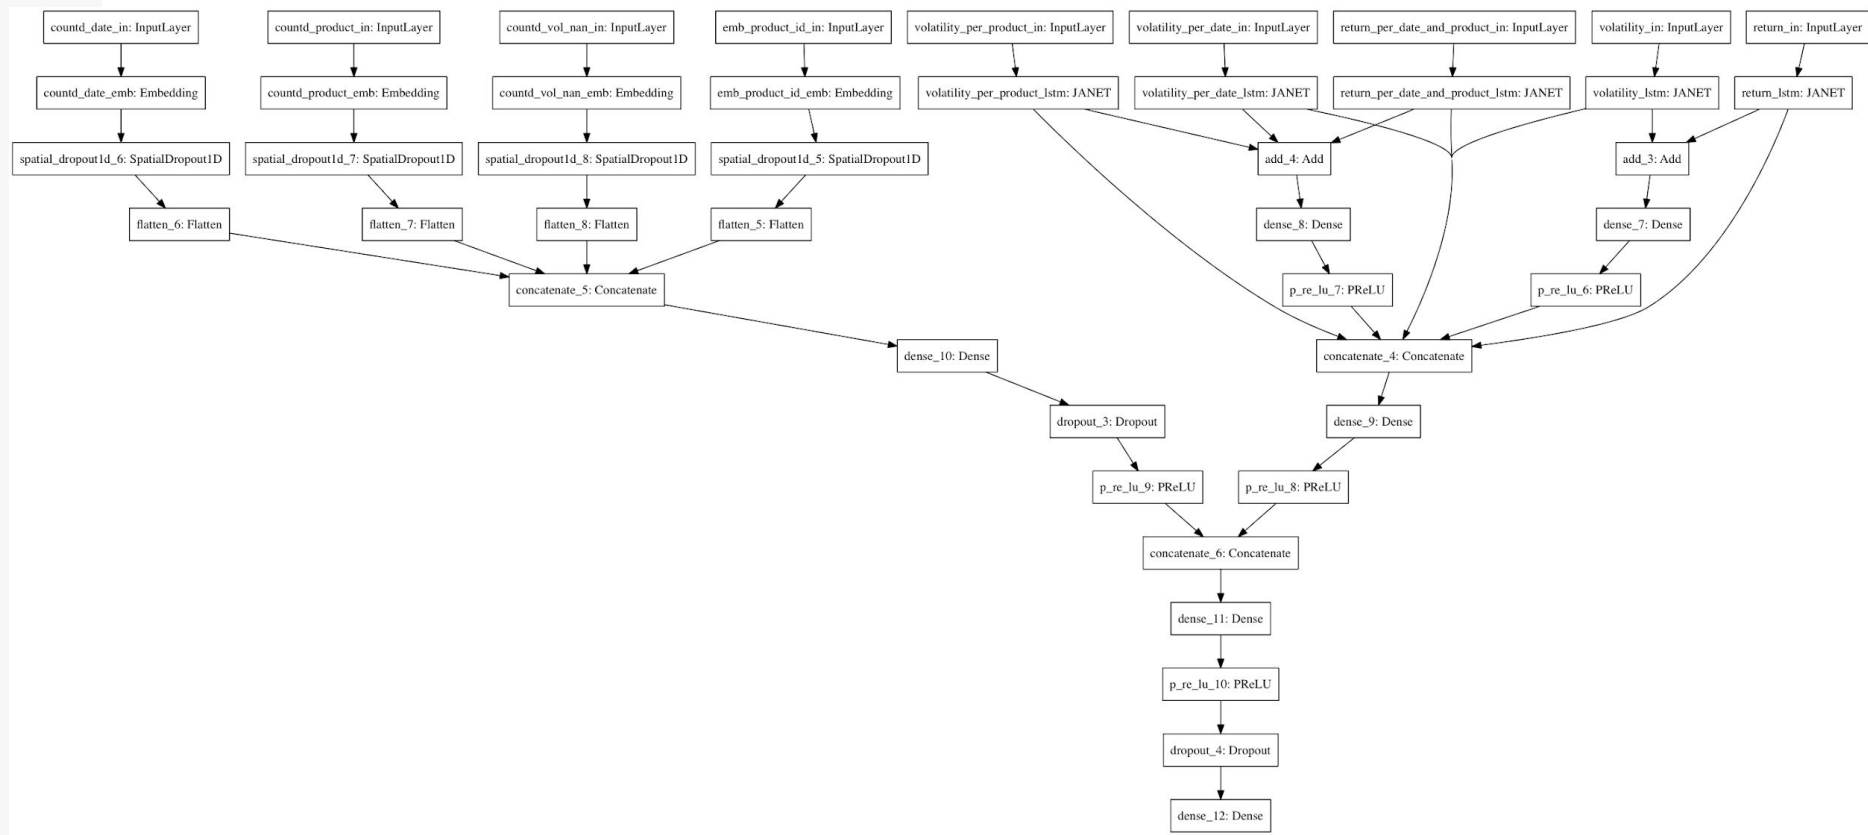 countd_date_in: InputLayer
countd_product_in: InputLayer
countd_vol_nan_in: InputLayer
emb_product_id_in: InputLayer
volatility_per_product_in: InputLayer
volatility_per_date_in: InputLayer
return_per_date_and_product_in: InputLayer
volatility_in: InputLayer
return_in: InputLayer
countd_date_emb: Embedding
countd_product_emb: Embedding
countd_vol_nan_emb: Embedding
emb_product_id_emb: Embedding
volatility_per_product_lstm: JANET
volatility_per_date_lstm: JANET
return_per_date_and_product_lstm: JANET
volatility_lstm: JANET
return_lstm: JANET
spatial_dropout1d_6: SpatialDropout1D
spatial_dropout1d_7: SpatialDropout1D
spatial_dropout1d_8: SpatialDropout1D
spatial_dropout1d_5: SpatialDropout1D
add_4: Add
add_3: Add
flatten_6: Flatten
flatten_7: Flatten
flatten_8: Flatten
flatten_5: Flatten
dense_8: Dense
dense_7: Dense
concatenate_5: Concatenate
p_re_lu_7: PReLU
p_re_lu_6: PReLU
dense_10: Dense
concatenate_4: Concatenate
dropout_3: Dropout
dense_9: Dense
p_re_lu_9: PReLU
p_re_lu_8: PReLU
concatenate_6: Concatenate
dense_11: Dense
p_re_lu_10: PReLU
dropout_4: Dropout
dense_12: Dense